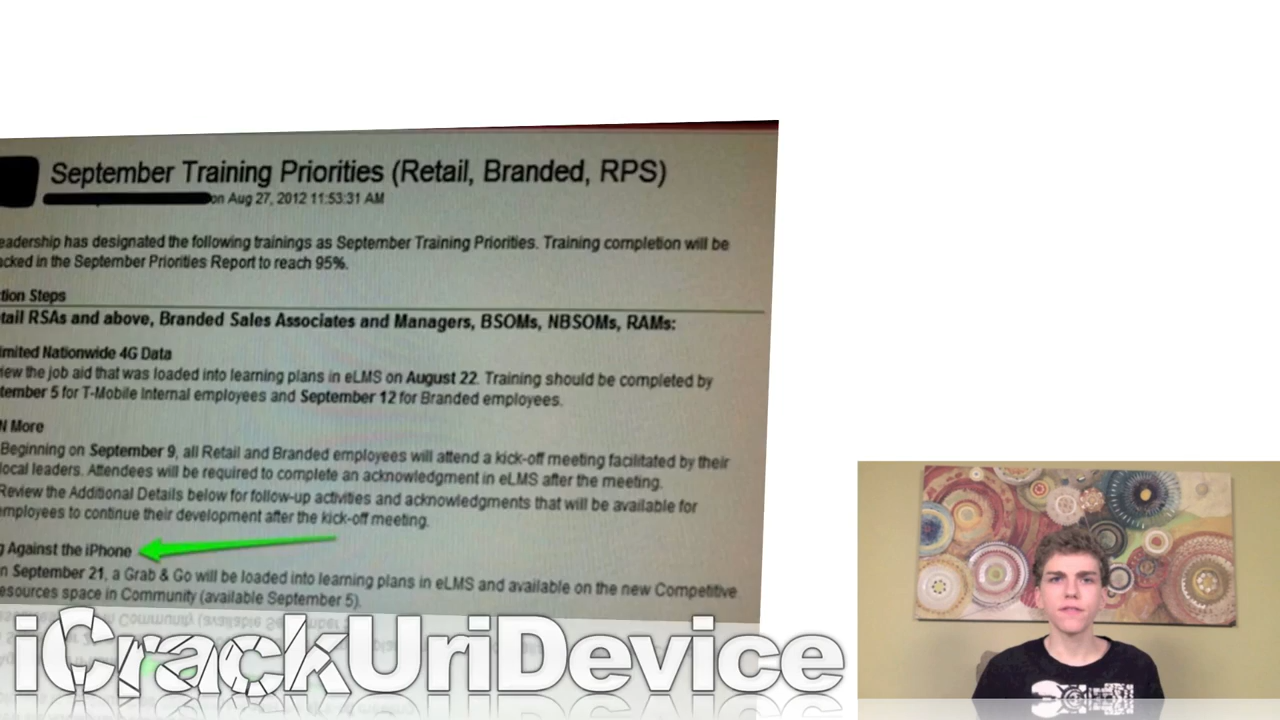 September Training Priorities (Retail, Branded, RPS)
on Aug 27, 2012 11:53:31 AM
eadership has designated the following trainings as September Training Priorities. Training completion will be
acked in the September Priorities Report to reach 95%.
tion Steps
tail RSAs and above, Branded Sales Associates and Managers, BSOMs, NBSOMs, RAMs:
imited Nationwide 4G Data
iew the job aid that was loaded into learning plans in eLMS on August 22. Training should be completed by
tember 5 for T-Mobile Internal employees and September 12 for Branded employees.
N More
Beginning on September 9, all Retail and Branded employees will attend a kick-off meeting facilitated by their
local leaders. Attendees will be required to complete an acknowledgment in eLMS after the meeting.
Review the Additional Details below for follow-up activities and acknowledgments that will be available for
employees to continue their development after the kick-off meeting.
g Against the iPhone
n September 21, a Grab & Go will be loaded into learning plans in eLMS and available on the new Competitive
esources space in Community (available September 5).
iCrackUriDevice